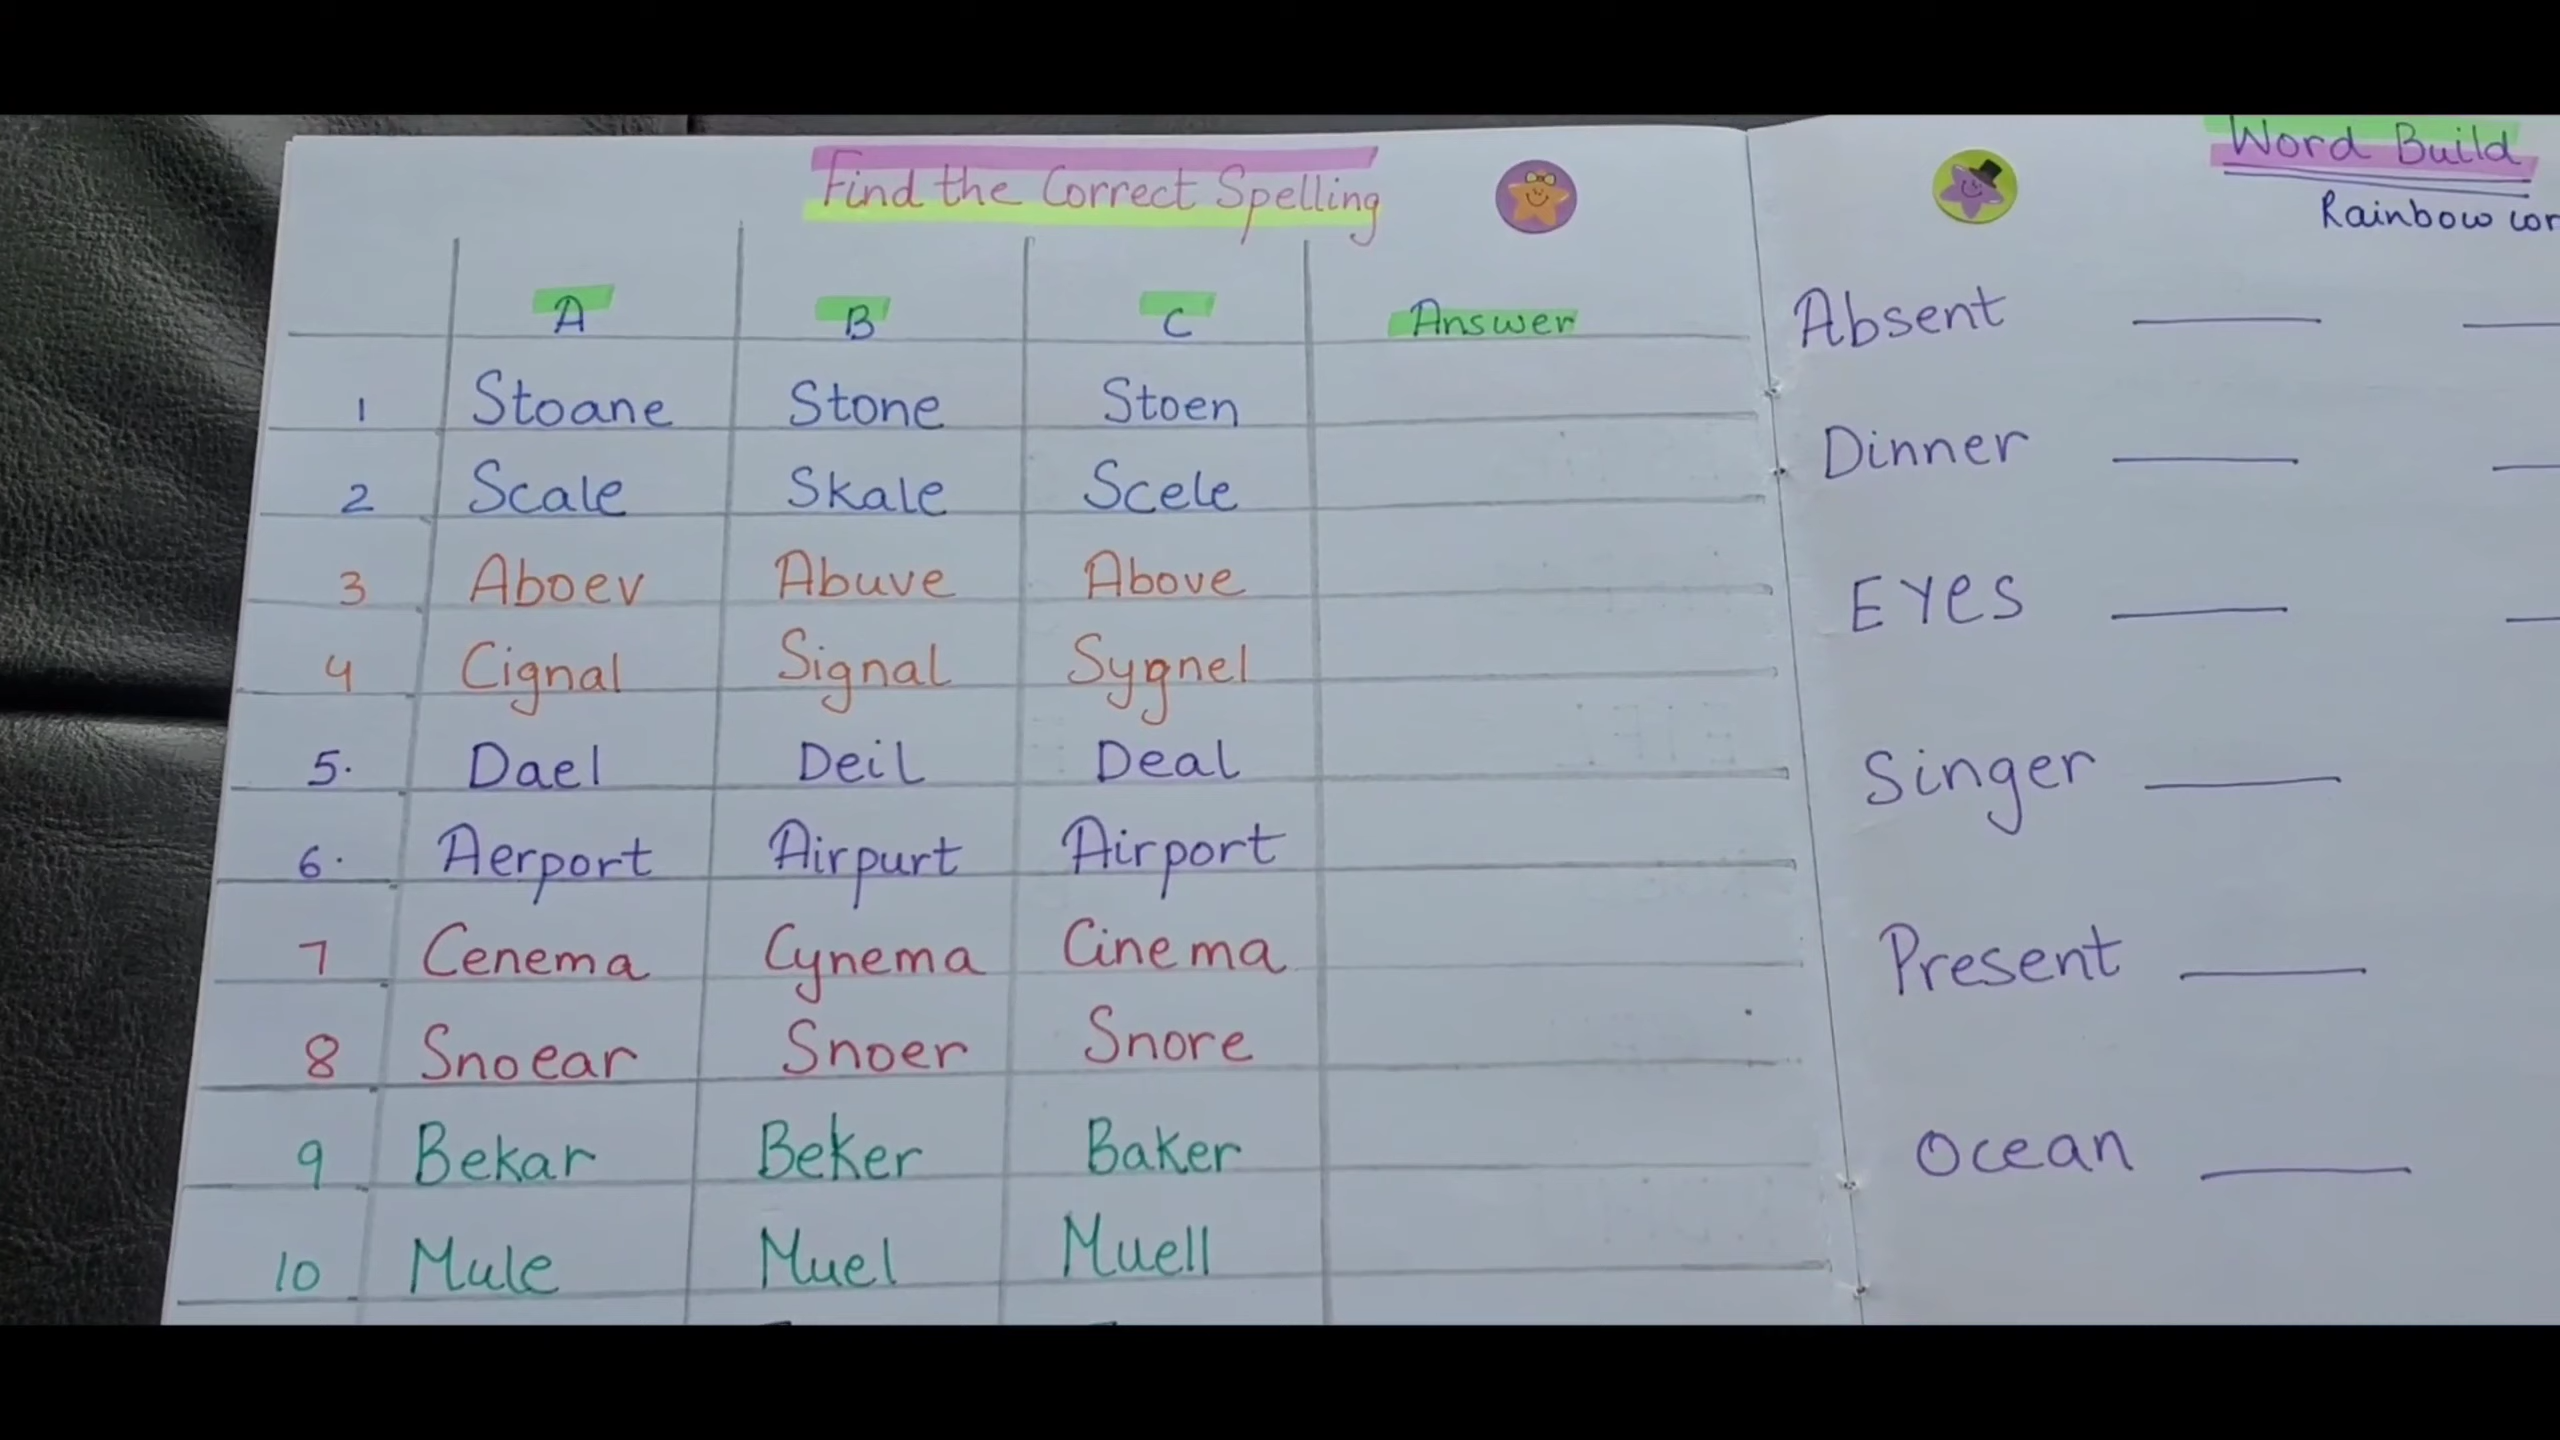 Find the Correct Spelling
A B C Answer
1 Stoane Stone Stoen
2 Scale Skale Scele
3 Aboev Abuve Above
4 Cignal Signal Sygnel
5. Dael Deil Deal
6. Aerport Airpurt Airport
7 Cenema Cynema Cinema
8 Snoear Snoer Snore
9 Bekar Beker Baker
10 Mule Muel Muell
Word Build
Rainbow
Absent
Dinner
EYes
Singer
Present
Ocean